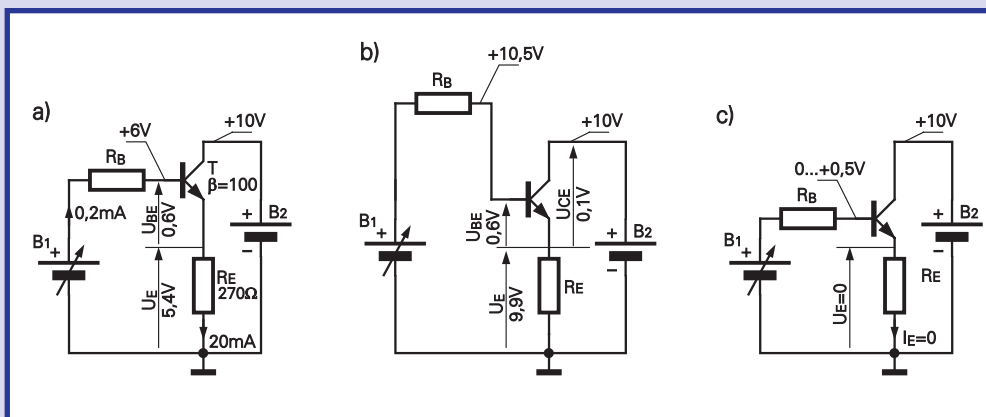 a)
+6V
+10V
RB
T
β=100
0,2mA
UBE
0,6V
B1
+
+
B2
−
UE
5,4V
RE
270Ω
20mA
b)
+10,5V
RB
+10V
UCE
0,1V
UBE
0,6V
B1
+
+
B2
−
UE
9,9V
RE
c)
+10V
0...+0,5V
RB
B1
+
+
B2
−
UE=0
RE
IE=0